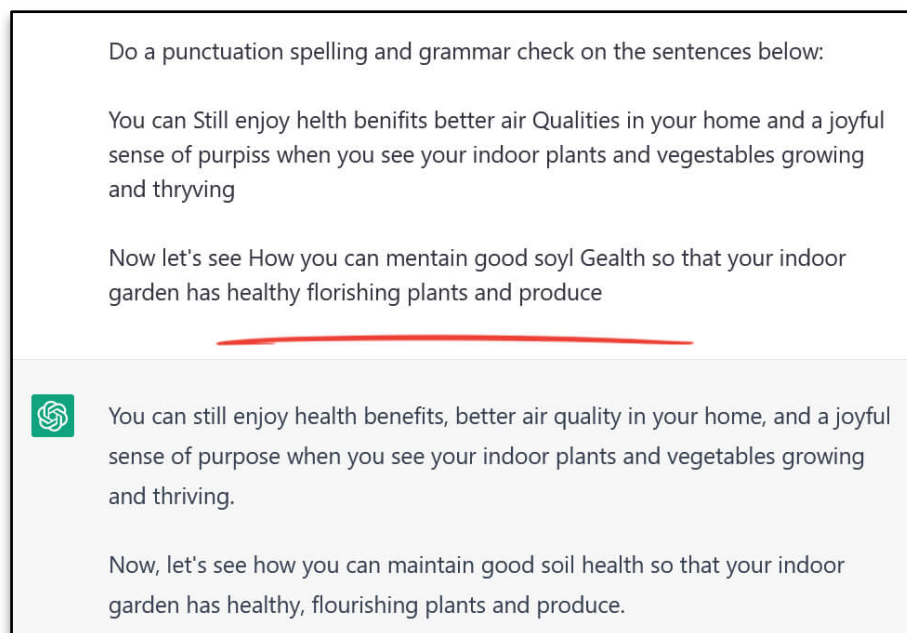 Do a punctuation spelling and grammar check on the sentences below:
You can Still enjoy helth benifits better air Qualities in your home and a joyful
sense of purpiss when you see your indoor plants and vegestables growing
and thryving
Now let's see How you can mentain good soyl Gealth so that your indoor
garden has healthy florishing plants and produce
You can still enjoy health benefits, better air quality in your home, and a joyful
sense of purpose when you see your indoor plants and vegetables growing
and thriving.
Now, let's see how you can maintain good soil health so that your indoor
garden has healthy, flourishing plants and produce.